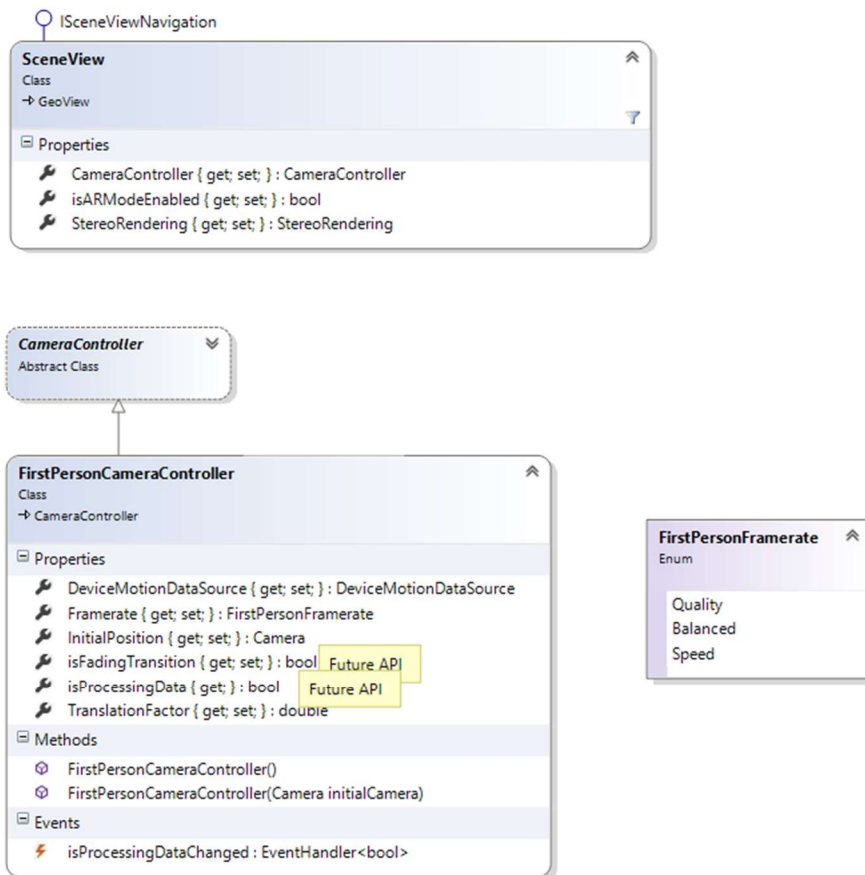 ISceneViewNavigation
SceneView
Class
GeoView
Properties
CameraController { get; set; } : CameraController
isARModeEnabled { get; set; } : bool
StereoRendering { get; set; } : StereoRendering
CameraController
Abstract Class
FirstPersonCameraController
Class
CameraController
Properties
DeviceMotionDataSource { get; set; } : DeviceMotionDataSource
Framerate { get; set; } : FirstPersonFramerate
InitialPosition { get; set; } : Camera
isFadingTransition { get; set; } : bool Future API
isProcessingData { get; } : bool Future API
TranslationFactor { get; set; } : double
Methods
FirstPersonCameraController()
FirstPersonCameraController(Camera initialCamera)
Events
isProcessingDataChanged : EventHandler<bool>
FirstPersonFramerate
Enum
Quality
Balanced
Speed